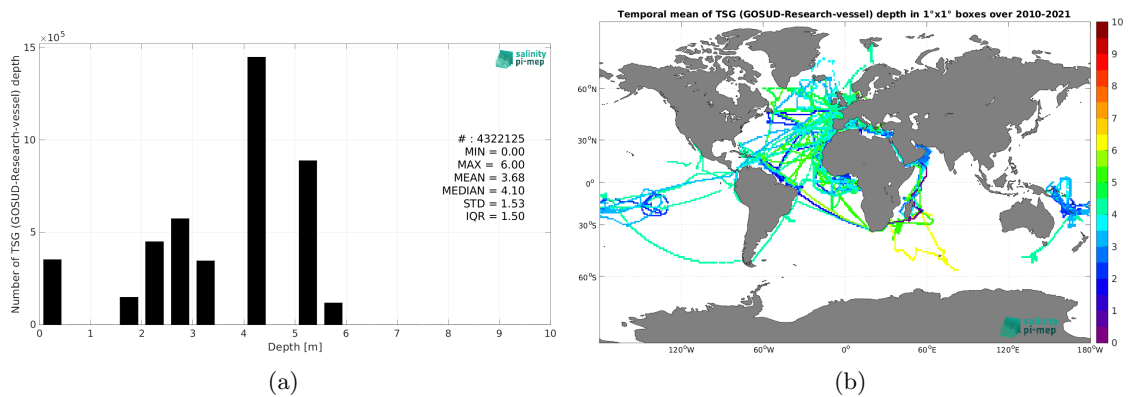 ×10⁵
15
10
5
0
Number of TSG (GOSUD-Research-vessel) depth
salinity
pi-mep
# : 4322125
MIN = 0.00
MAX = 6.00
MEAN = 3.68
MEDIAN = 4.10
STD = 1.53
IQR = 1.50
0 1 2 3 4 5 6 7 8 9 10
Depth [m]
(a)
Temporal mean of TSG (GOSUD-Research-vessel) depth in 1°x1° boxes over 2010-2021
60°N
30°N
0°
30°S
60°S
120°W 60°W 0° 60°E 120°E 180°W
salinity
pi-mep
10
9
8
7
6
5
4
3
2
1
0
(b)